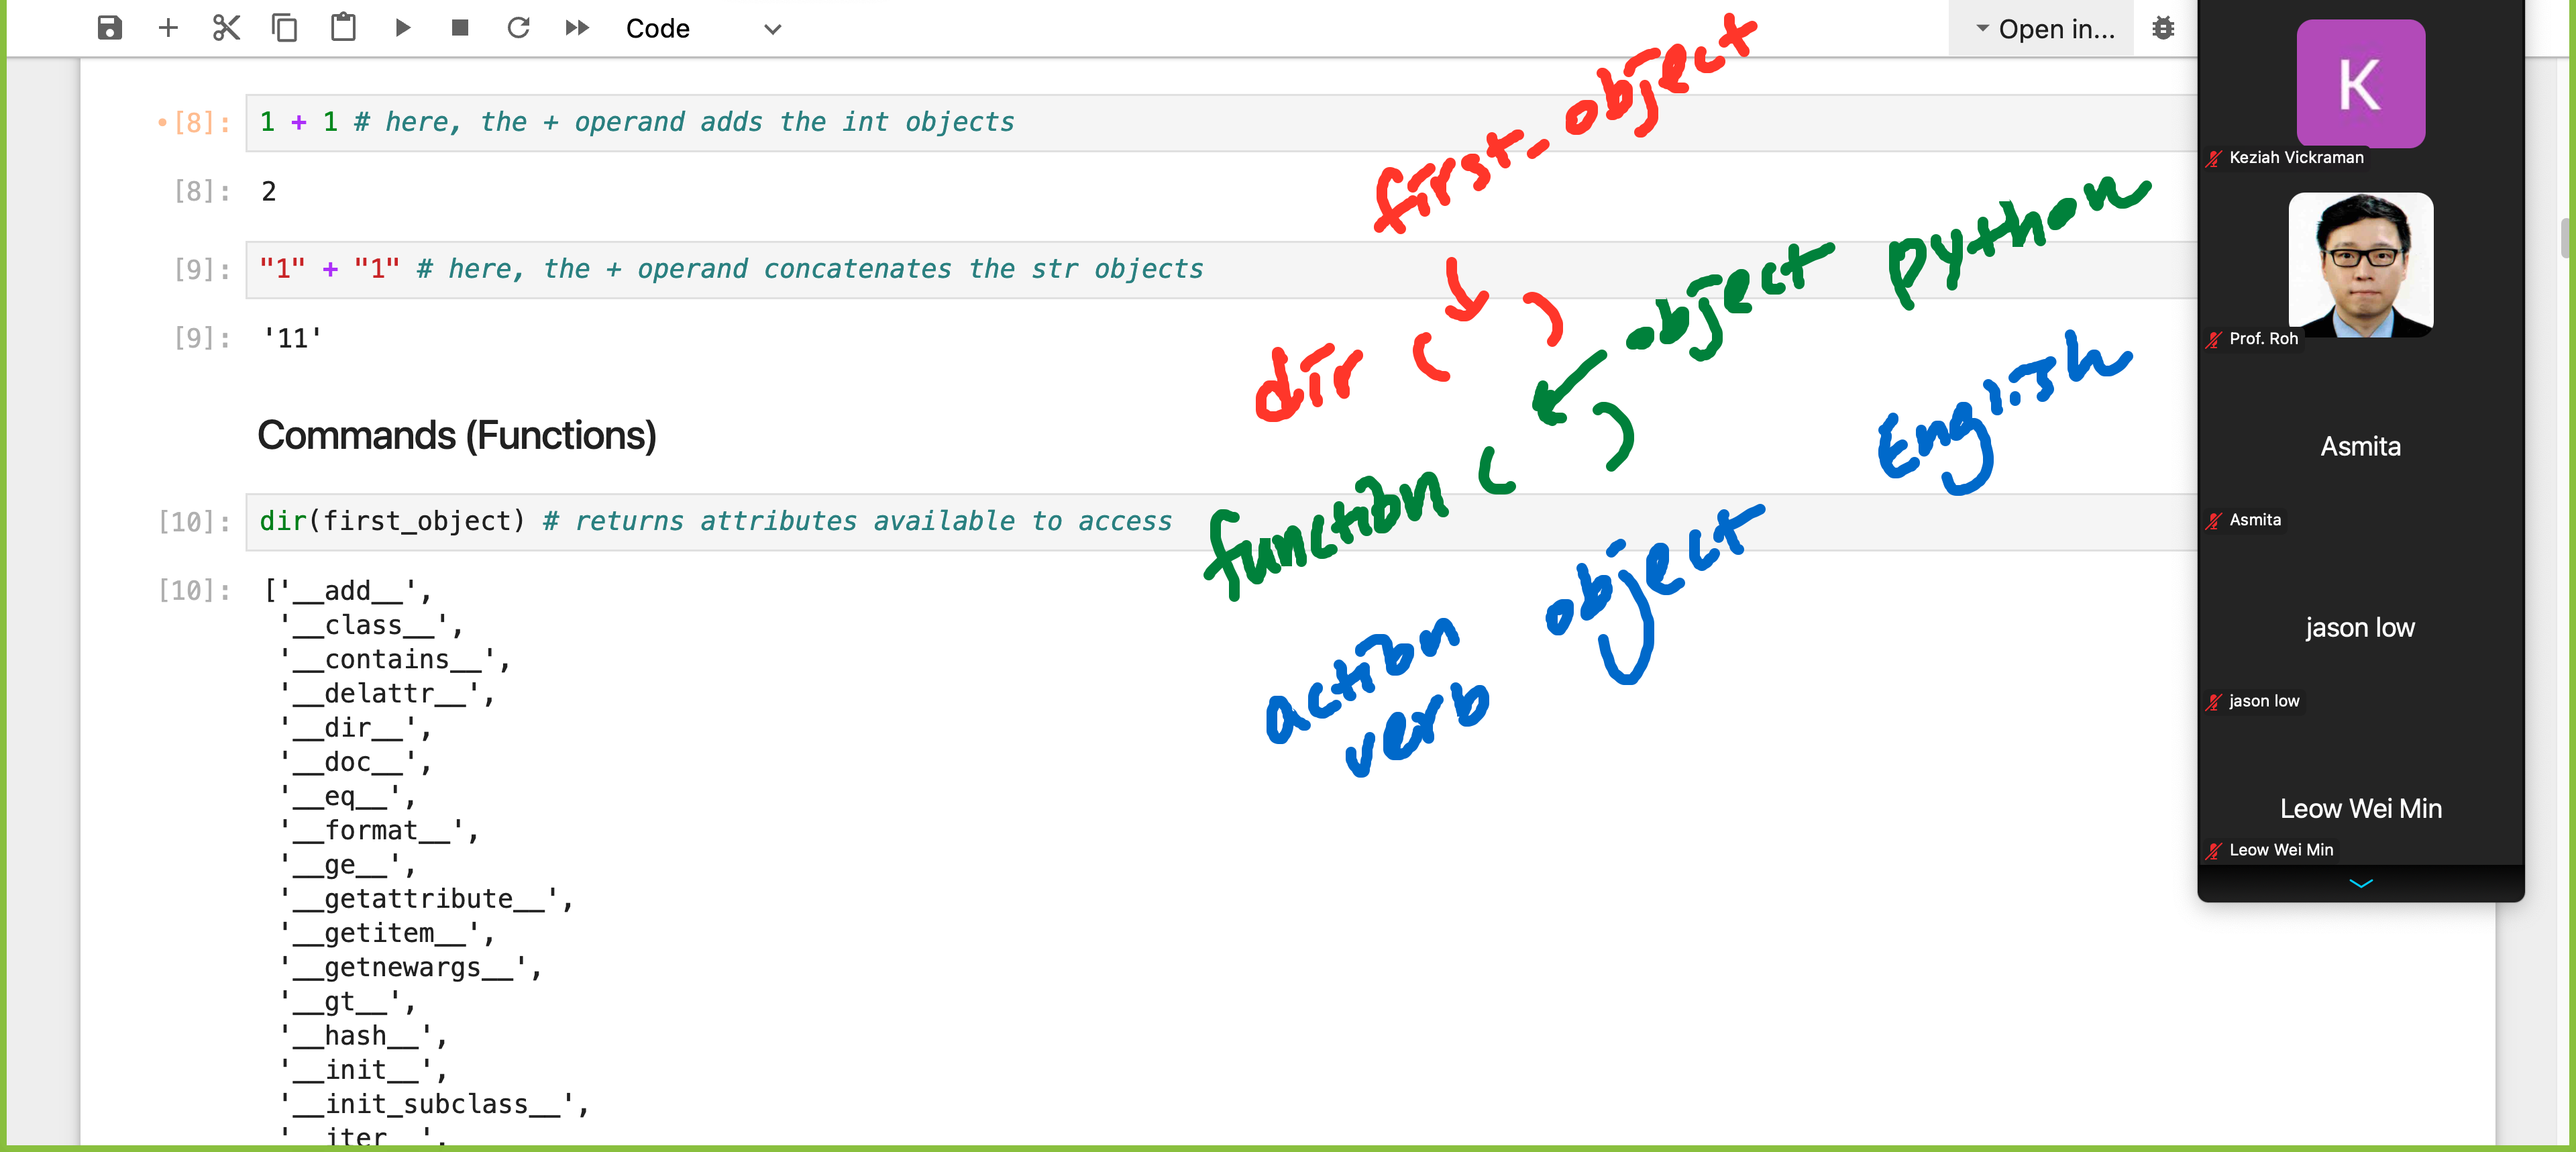 Code
Open in...
[8]: 1 + 1 # here, the + operand adds the int objects
[8]: 2
[9]: "1" + "1" # here, the + operand concatenates the str objects
[9]: '11'
Commands (Functions)
[10]: dir(first_object) # returns attributes available to access
[10]: ['__add__',
'__class__',
'__contains__',
'__delattr__',
'__dir__',
'__doc__',
'__eq__',
'__format__',
'__ge__',
'__getattribute__',
'__getitem__',
'__getnewargs__',
'__gt__',
'__hash__',
'__init__',
'__init_subclass__',
'__iter__',
first_object
dir ( )
object python
function ( )
English
action object
verb
K
Keziah Vickraman
Prof. Roh
Asmita
Asmita
jason low
jason low
Leow Wei Min
Leow Wei Min